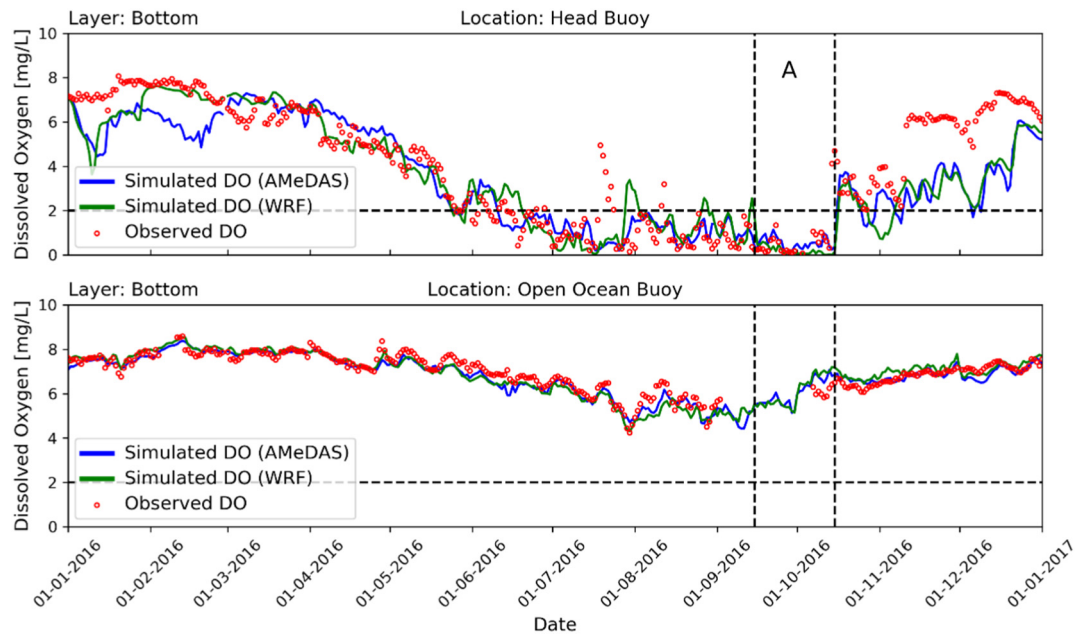 Layer: Bottom Location: Head Buoy
Dissolved Oxygen [mg/L]
10
8
6
4
2
0
A
Simulated DO (AMeDAS)
Simulated DO (WRF)
Observed DO
Layer: Bottom Location: Open Ocean Buoy
Dissolved Oxygen [mg/L]
10
8
6
4
2
0
Simulated DO (AMeDAS)
Simulated DO (WRF)
Observed DO
01-01-2016 01-02-2016 01-03-2016 01-04-2016 01-05-2016 01-06-2016 01-07-2016 01-08-2016 01-09-2016 01-10-2016 01-11-2016 01-12-2016 01-01-2017
Date